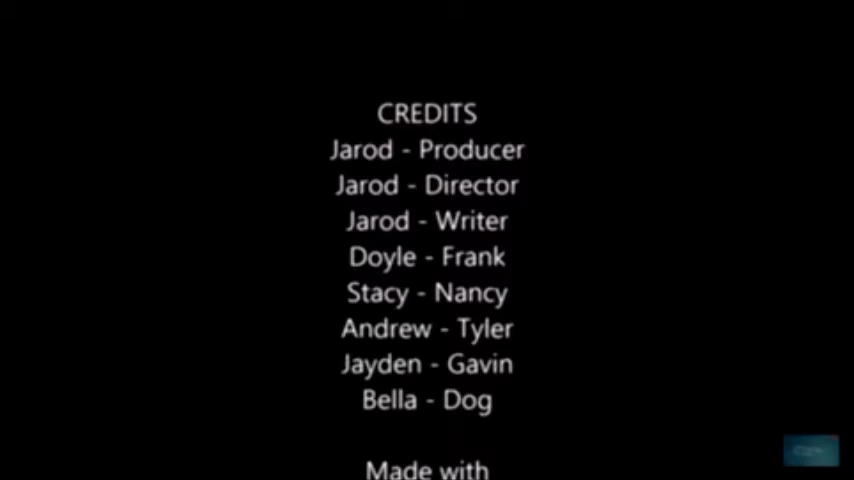 CREDITS
Jarod - Producer
Jarod - Director
Jarod - Writer
Doyle - Frank
Stacy - Nancy
Andrew - Tyler
Jayden - Gavin
Bella - Dog
Made with